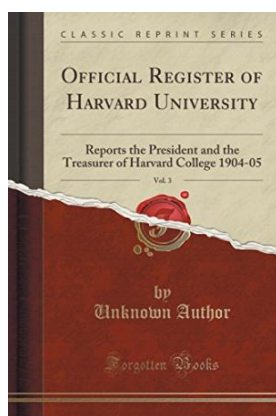 CLASSIC REPRINT SERIES
OFFICIAL REGISTER OF
HARVARD UNIVERSITY
Reports the President and the
Treasurer of Harvard College 1904-05
Vol. 3
F
by
Unknown Author
Forgotten Books